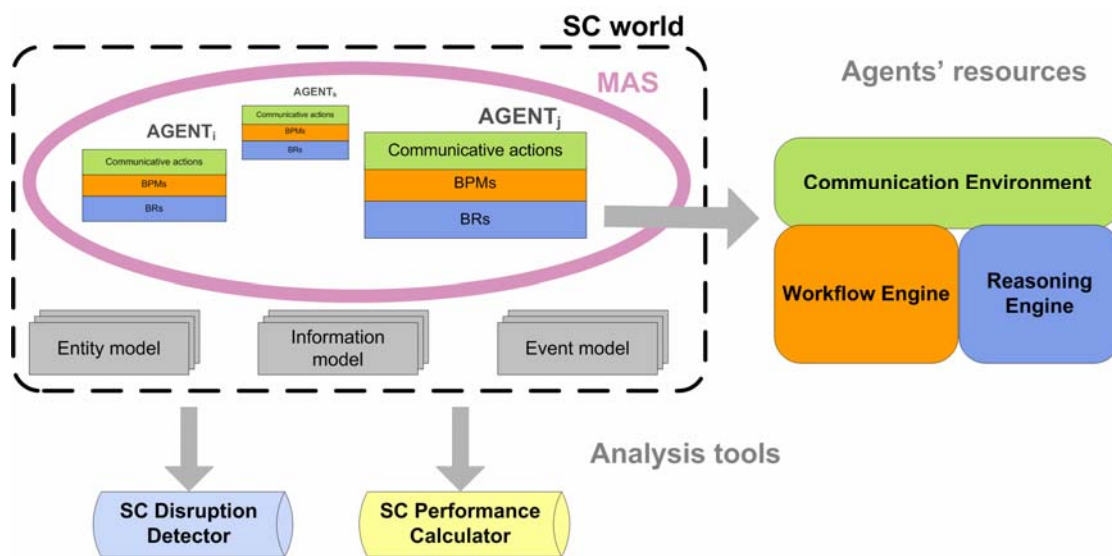 SC world
MAS
Agents' resources
AGENTk
Communicative actions
BPMs
BRs
AGENTi
Communicative actions
BPMs
BRs
AGENTj
Communicative actions
BPMs
BRs
Communication Environment
Workflow Engine
Reasoning
Engine
Entity model
Information
model
Event model
Analysis tools
SC Disruption
Detector
SC Performance
Calculator